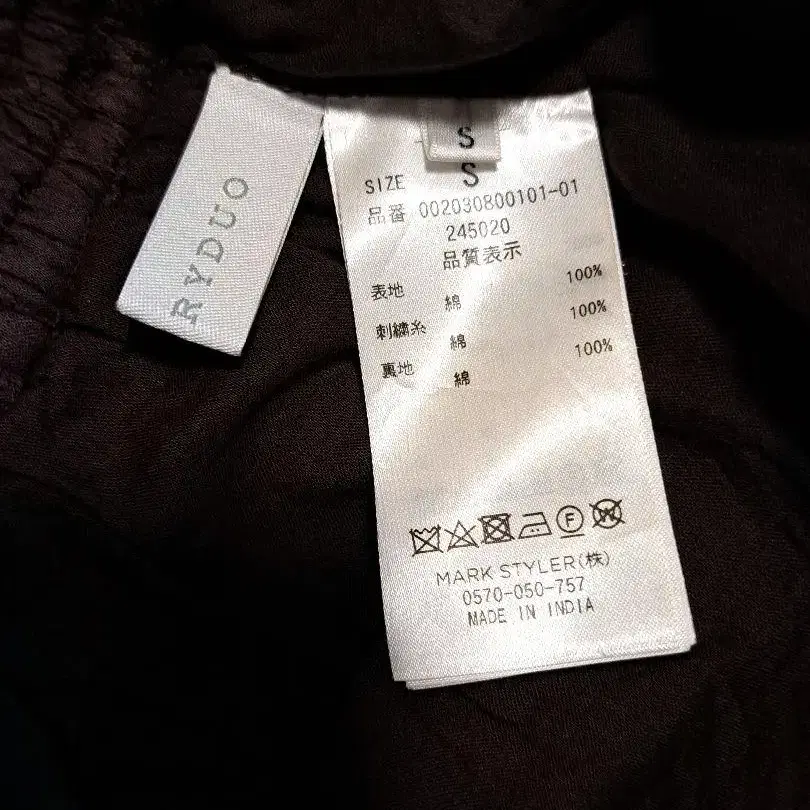 RYDUO
S
SIZE S
品番 002030800101-01
245020
品質表示
表地 綿 100%
刺繍糸 綿 100%
裏地 綿 100%
F
W
MARK STYLER(株)
0570-050-757
MADE IN INDIA